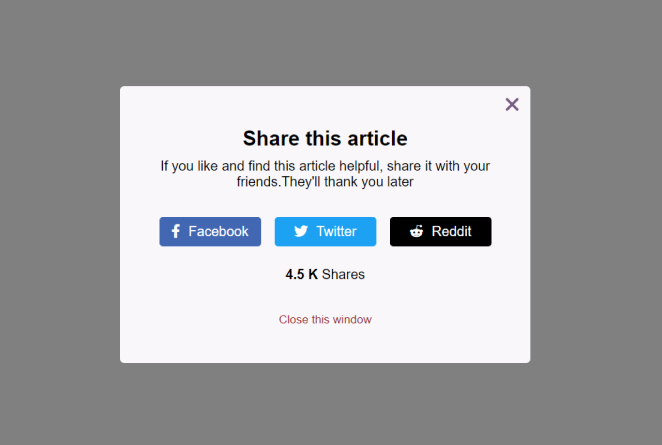 Share this article
If you like and find this article helpful, share it with your
friends.They'll thank you later
Facebook
Twitter
Reddit
4.5 K Shares
Close this window